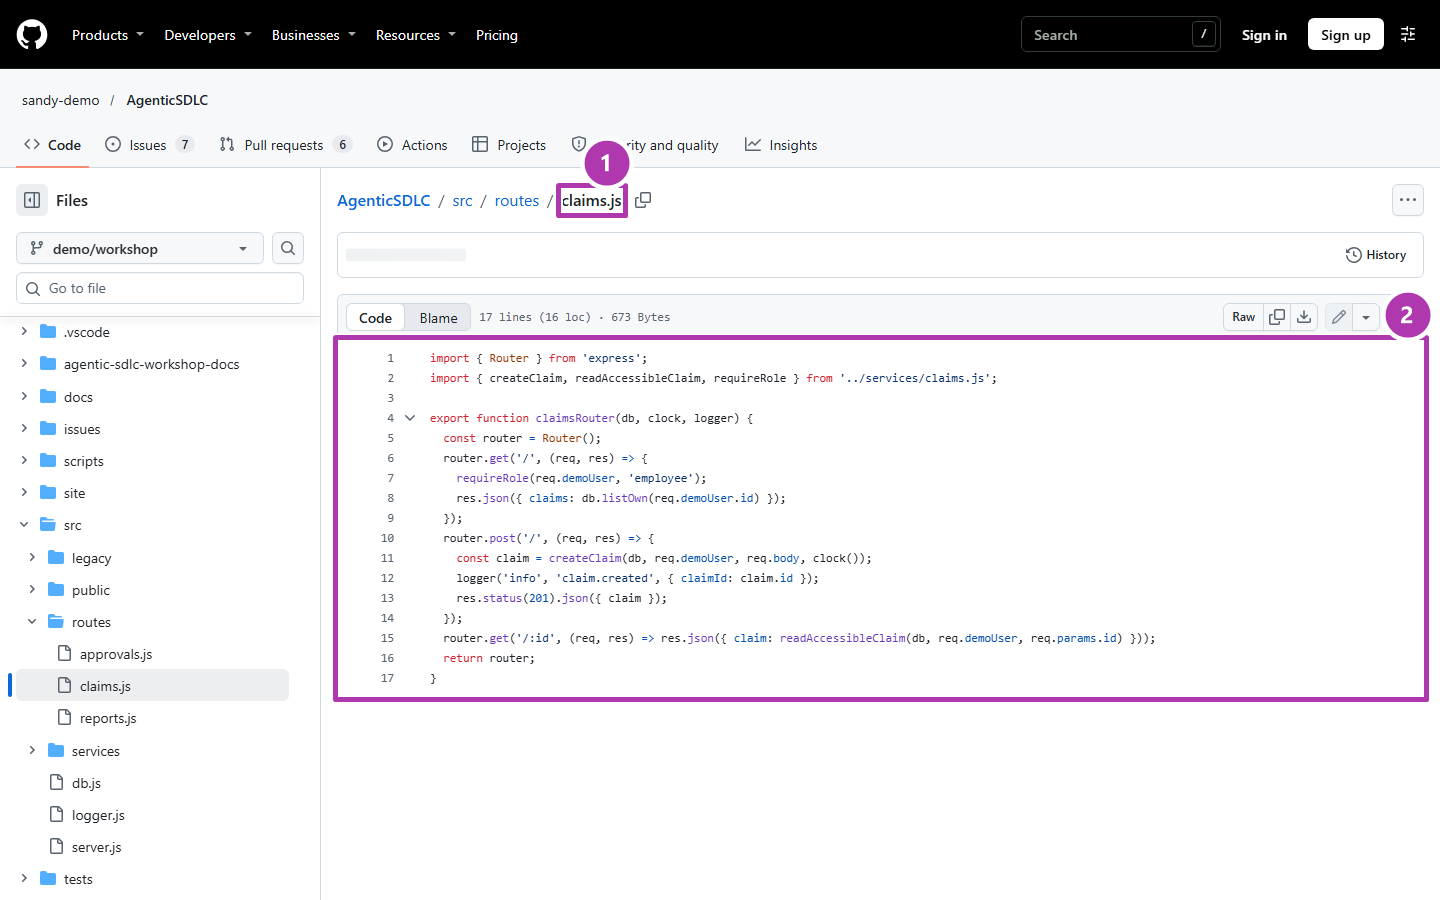 Products Developers Businesses Resources Pricing Search / Sign in Sign up
sandy-demo / AgenticSDLC
Code Issues 7 Pull requests 6 Actions Projects rity and quality Insights
1
Files
AgenticSDLC / src / routes / claims.js
demo/workshop
History
Go to file
Code Blame 17 lines (16 loc) · 673 Bytes Raw
2
.vscode
agentic-sdlc-workshop-docs
docs
issues
scripts
site
src
legacy
public
routes
approvals.js
claims.js
reports.js
services
db.js
logger.js
server.js
tests
1 import { Router } from 'express';
2 import { createClaim, readAccessibleClaim, requireRole } from '../services/claims.js';
3
4 export function claimsRouter(db, clock, logger) {
5 const router = Router();
6 router.get('/', (req, res) => {
7 requireRole(req.demoUser, 'employee');
8 res.json({ claims: db.listOwn(req.demoUser.id) });
9 });
10 router.post('/', (req, res) => {
11 const claim = createClaim(db, req.demoUser, req.body, clock());
12 logger('info', 'claim.created', { claimId: claim.id });
13 res.status(201).json({ claim });
14 });
15 router.get('/:id', (req, res) => res.json({ claim: readAccessibleClaim(db, req.demoUser, req.params.id) }));
16 return router;
17 }